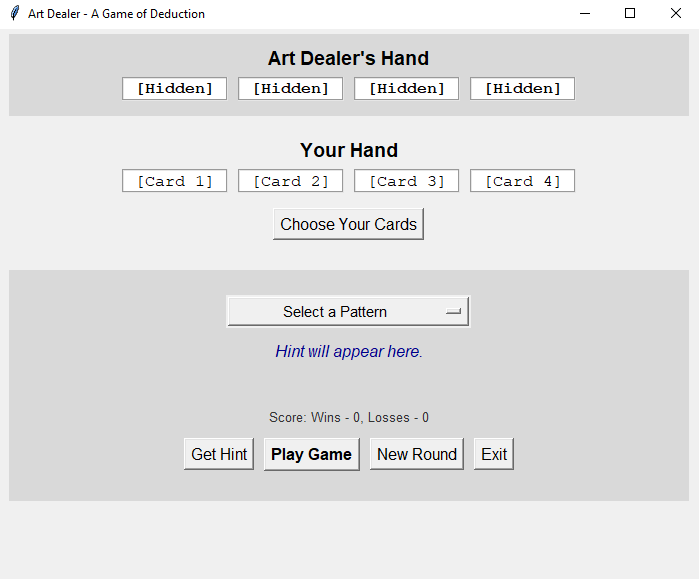 Art Dealer - A Game of Deduction
Art Dealer's Hand
[Hidden] [Hidden] [Hidden] [Hidden]
Your Hand
[Card 1] [Card 2] [Card 3] [Card 4]
Choose Your Cards
Select a Pattern
Hint will appear here.
Score: Wins - 0, Losses - 0
Get Hint Play Game New Round Exit